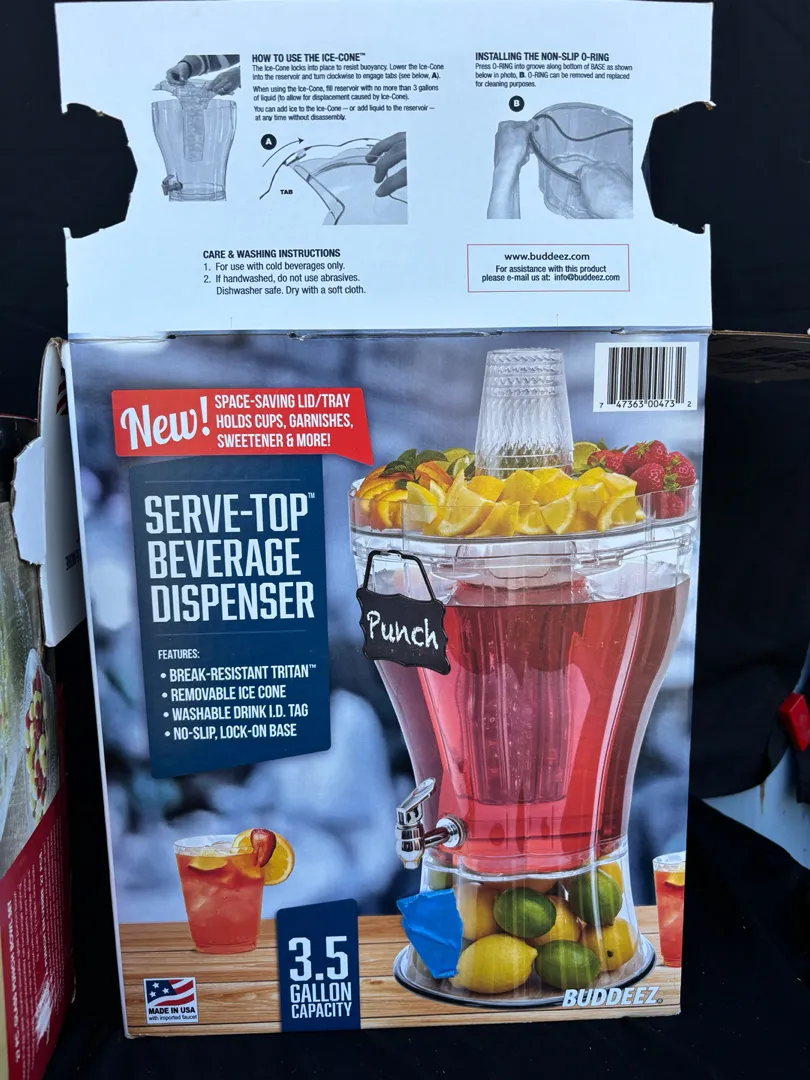 HOW TO USE THE ICE-CONE™
The Ice-Cone locks into place to resist buoyancy. Lower the Ice-Cone
into the reservoir and turn clockwise to engage tabs (see below, A).
When using the Ice-Cone, fill reservoir with no more than 3 gallons
of liquid (to allow for displacement caused by Ice-Cone).
You can add ice to the Ice-Cone – or add liquid to the reservoir –
at any time without disassembly.
A
TAB
INSTALLING THE NON-SLIP O-RING
Press O-RING into groove along bottom of BASE as shown
below in photo, B. O-RING can be removed and replaced
for cleaning purposes.
B
CARE & WASHING INSTRUCTIONS
1. For use with cold beverages only.
2. If handwashed, do not use abrasives.
Dishwasher safe. Dry with a soft cloth.
www.buddeez.com
For assistance with this product
please e-mail us at: info@buddeez.com
7 47363 00473 2
New! SPACE-SAVING LID/TRAY
HOLDS CUPS, GARNISHES,
SWEETENER & MORE!
SERVE-TOP™
BEVERAGE
DISPENSER
FEATURES:
• BREAK-RESISTANT TRITAN™
• REMOVABLE ICE CONE
• WASHABLE DRINK I.D. TAG
• NO-SLIP, LOCK-ON BASE
Punch
3.5
GALLON
CAPACITY
MADE IN USA
with imported faucet
BUDDEEZ®